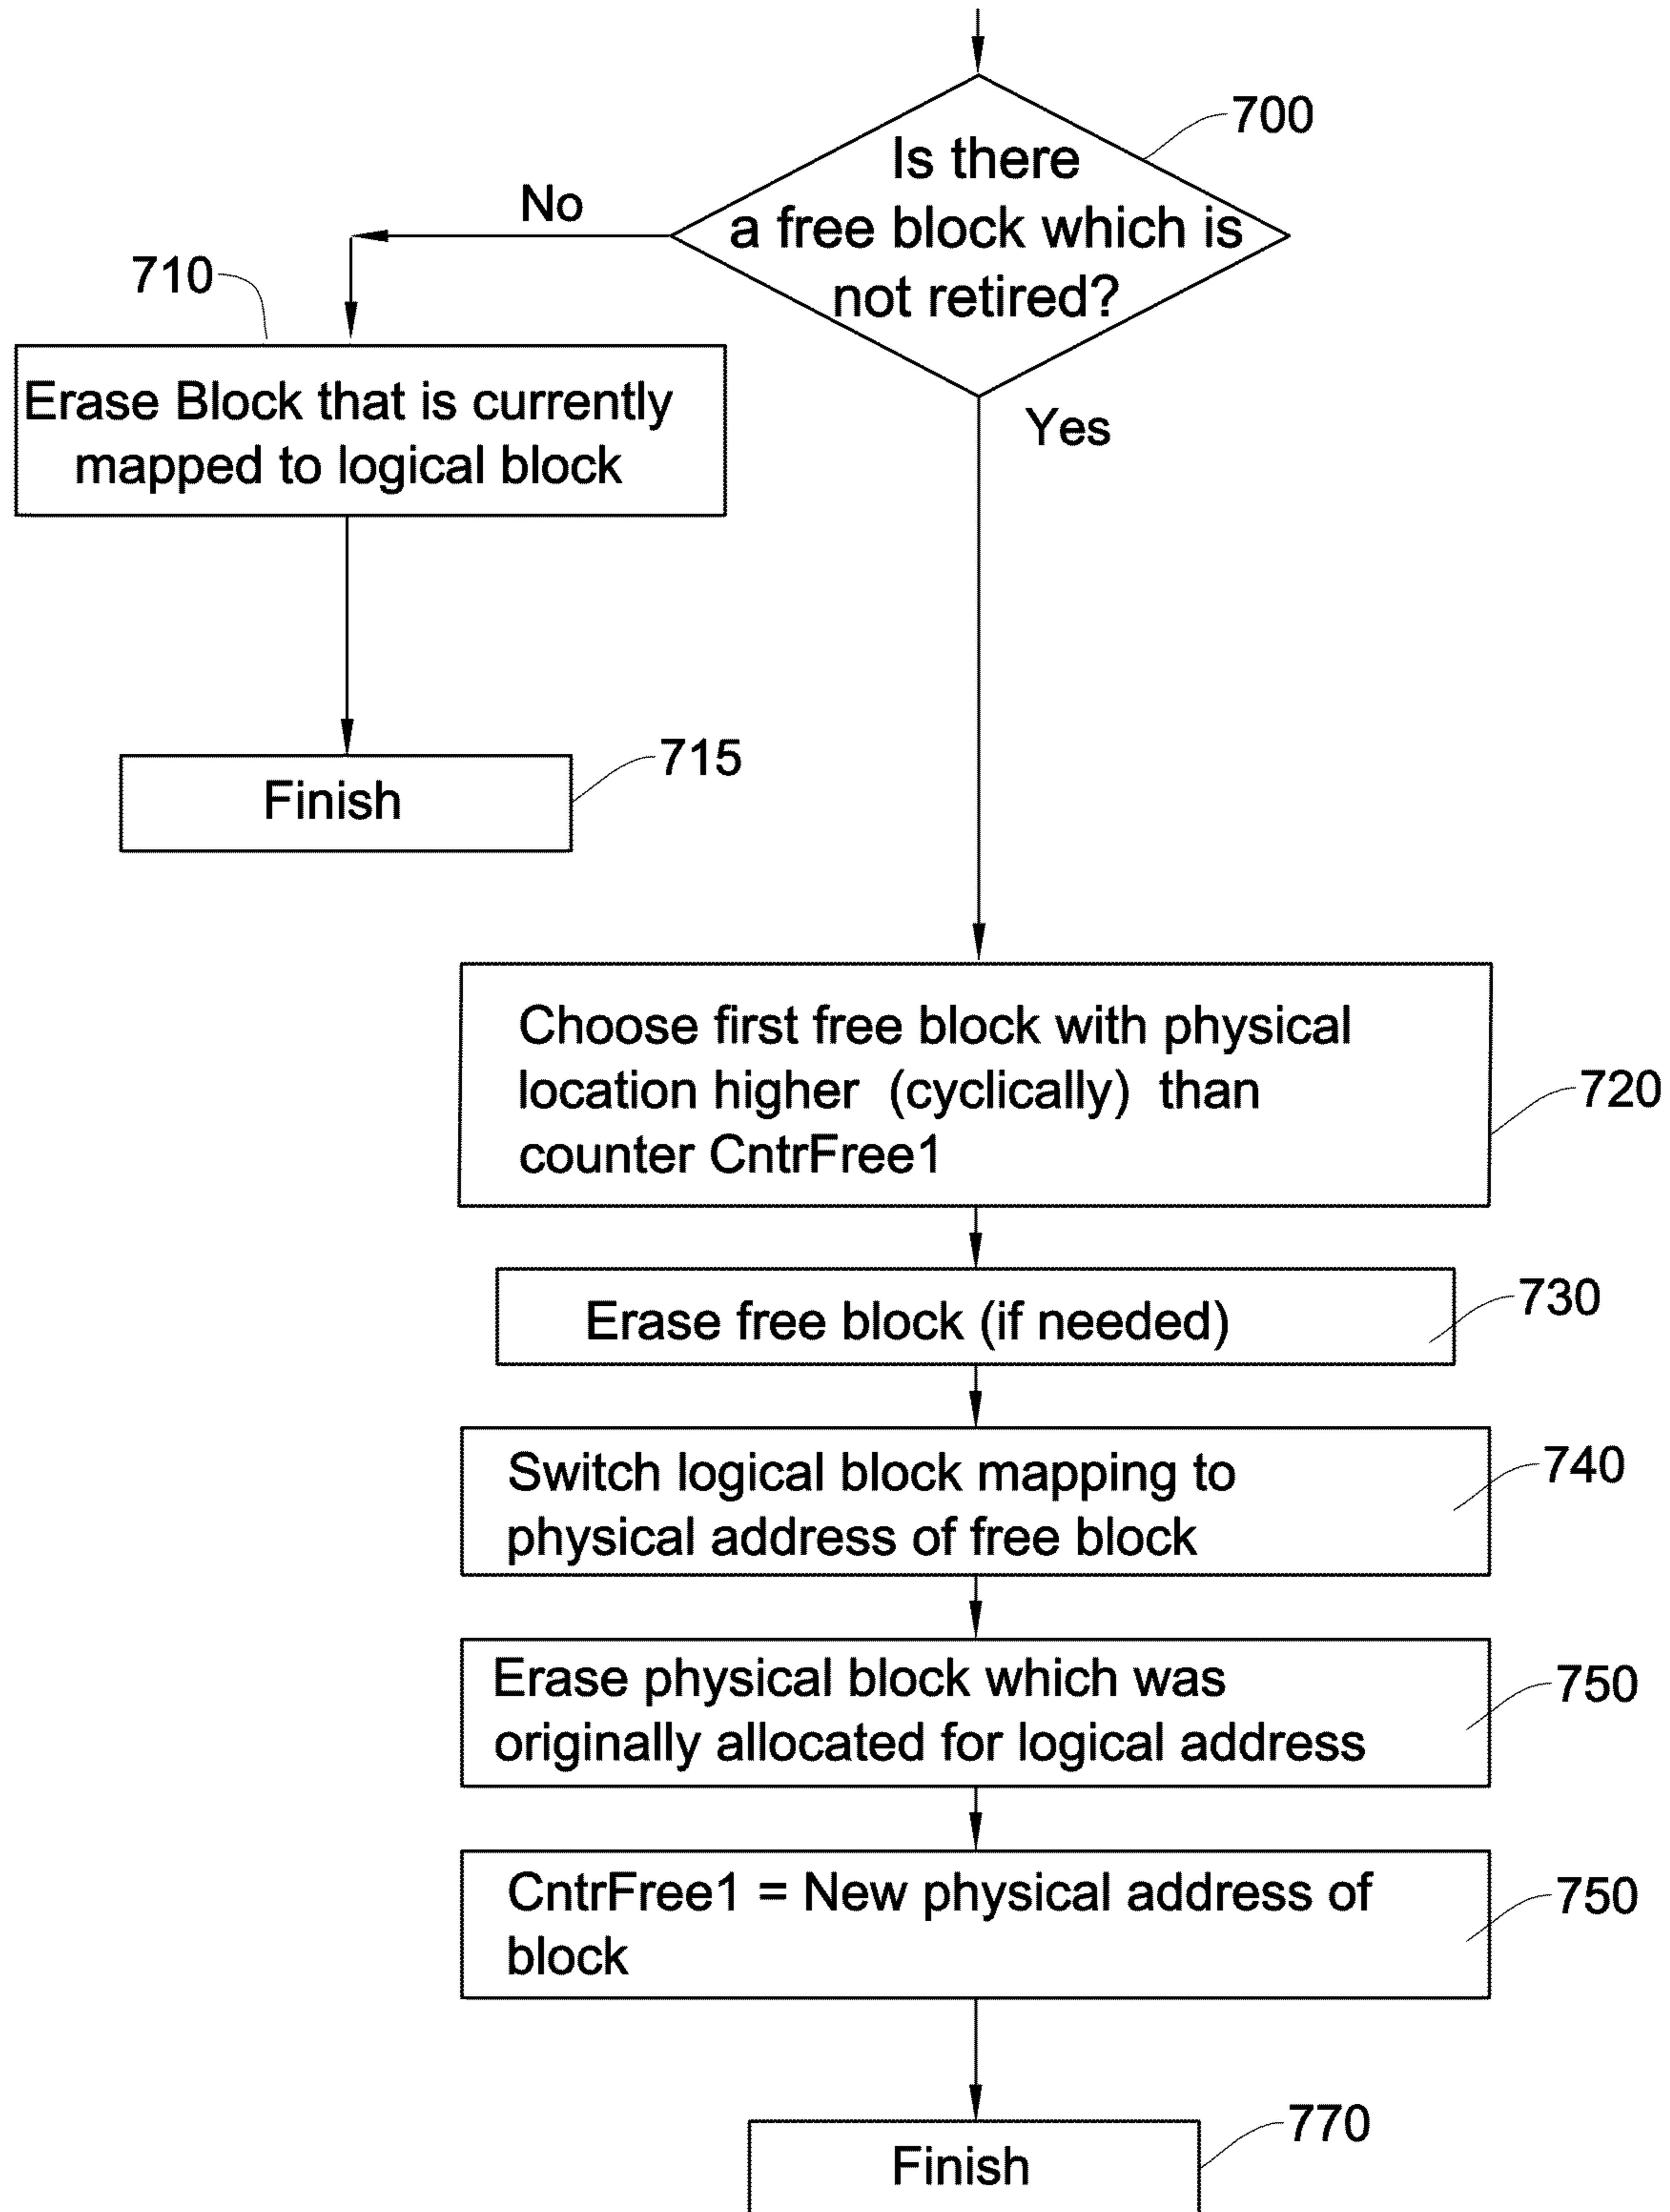 700
Is there
a free block which is
not retired?
No
Yes
710
Erase Block that is currently
mapped to logical block
715
Finish
Choose first free block with physical
location higher (cyclically) than
counter CntrFree1
720
Erase free block (if needed)
730
Switch logical block mapping to
physical address of free block
740
Erase physical block which was
originally allocated for logical address
750
CntrFree1 = New physical address of
block
750
Finish
770